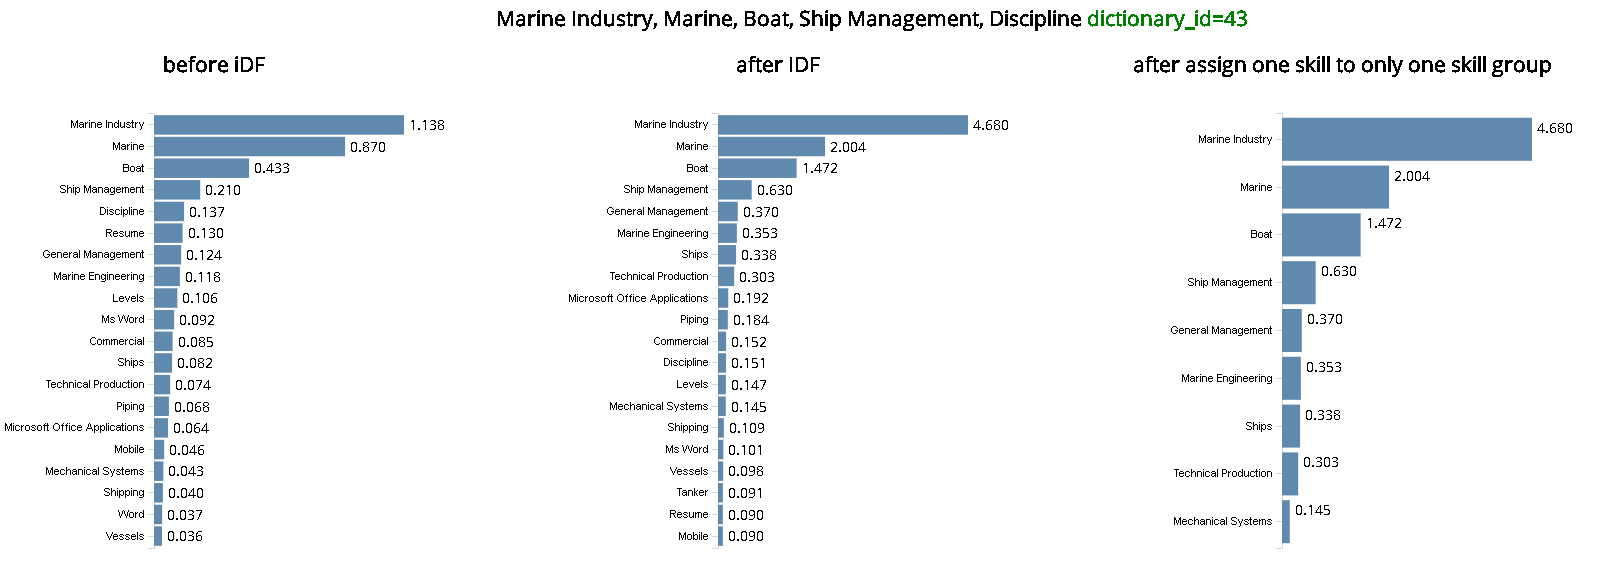 Marine Industry, Marine, Boat, Ship Management, Discipline dictionary_id=43
before iDF
Marine Industry 1.138
Marine 0.870
Boat 0.433
Ship Management 0.210
Discipline 0.137
Resume 0.130
General Management 0.124
Marine Engineering 0.118
Levels 0.106
Ms Word 0.092
Commercial 0.085
Ships 0.082
Technical Production 0.074
Piping 0.068
Microsoft Office Applications 0.064
Mobile 0.046
Mechanical Systems 0.043
Shipping 0.040
Word 0.037
Vessels 0.036
after IDF
Marine Industry 4.680
Marine 2.004
Boat 1.472
Ship Management 0.630
General Management 0.370
Marine Engineering 0.353
Ships 0.338
Technical Production 0.303
Microsoft Office Applications 0.192
Piping 0.184
Commercial 0.152
Discipline 0.151
Levels 0.147
Mechanical Systems 0.145
Shipping 0.109
Ms Word 0.101
Vessels 0.098
Tanker 0.091
Resume 0.090
Mobile 0.090
after assign one skill to only one skill group
Marine Industry 4.680
Marine 2.004
Boat 1.472
Ship Management 0.630
General Management 0.370
Marine Engineering 0.353
Ships 0.338
Technical Production 0.303
Mechanical Systems 0.145